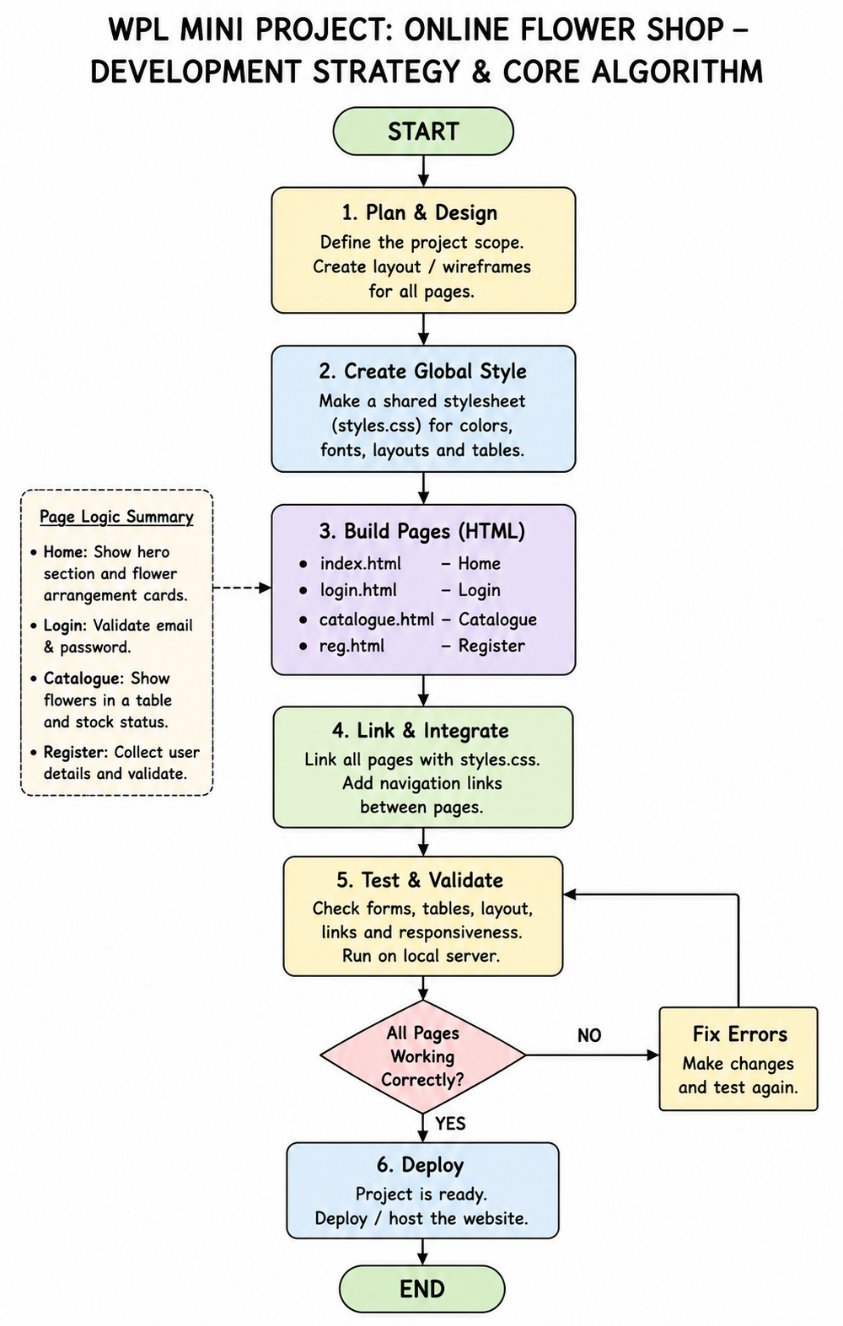 WPL MINI PROJECT: ONLINE FLOWER SHOP –
DEVELOPMENT STRATEGY & CORE ALGORITHM
START
1. Plan & Design
Define the project scope.
Create layout / wireframes
for all pages.
2. Create Global Style
Make a shared stylesheet
(styles.css) for colors,
fonts, layouts and tables.
Page Logic Summary
• Home: Show hero
section and flower
arrangement cards.
• Login: Validate email
& password.
• Catalogue: Show
flowers in a table
and stock status.
• Register: Collect user
details and validate.
3. Build Pages (HTML)
• index.html – Home
• login.html – Login
• catalogue.html – Catalogue
• reg.html – Register
4. Link & Integrate
Link all pages with styles.css.
Add navigation links
between pages.
5. Test & Validate
Check forms, tables, layout,
links and responsiveness.
Run on local server.
All Pages
Working
Correctly?
NO
Fix Errors
Make changes
and test again.
YES
6. Deploy
Project is ready.
Deploy / host the website.
END